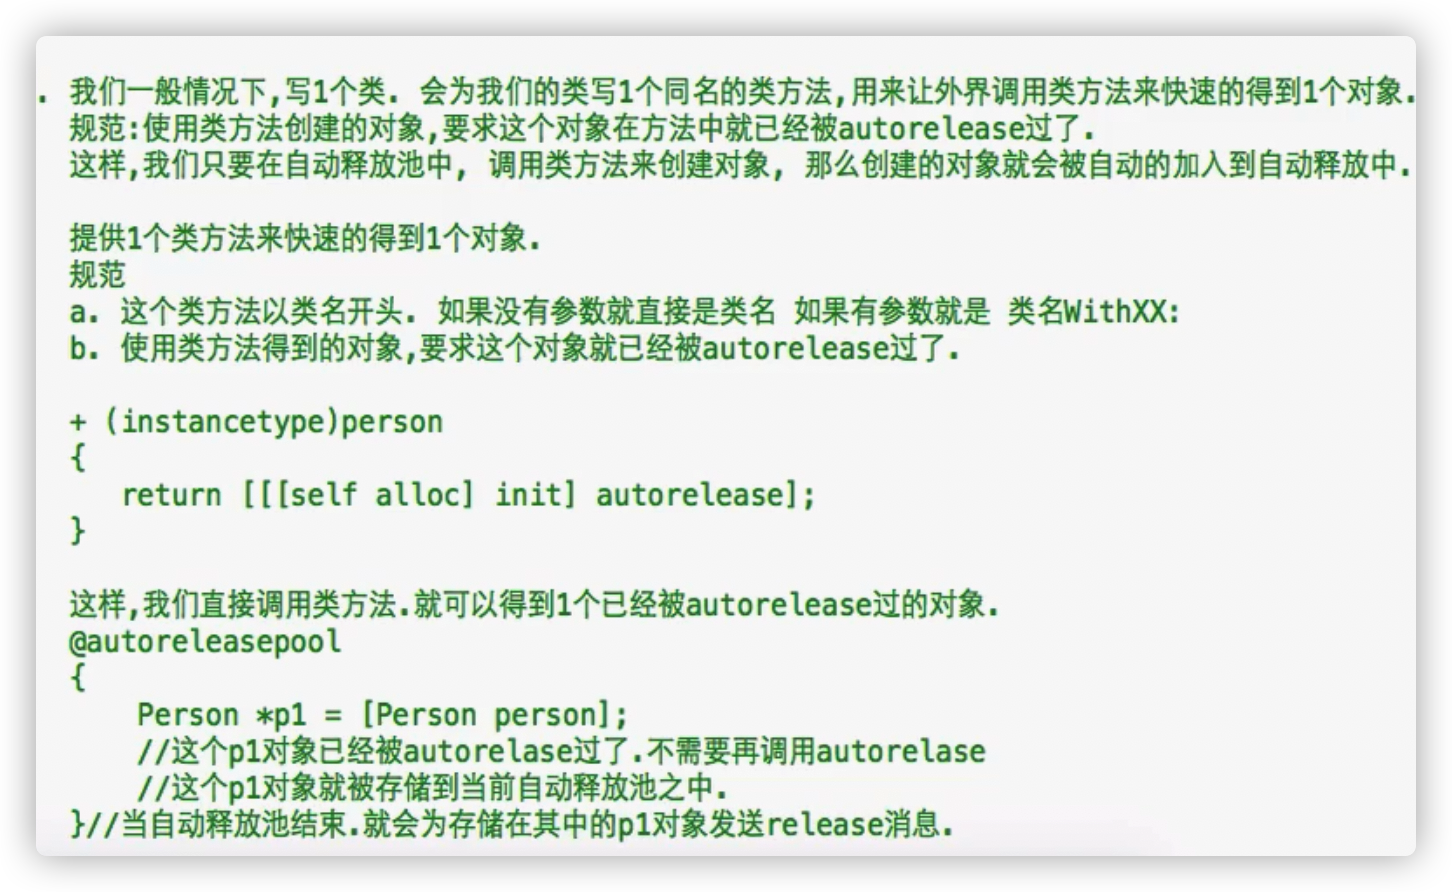 . 我们一般情况下,写1个类. 会为我们的类写1个同名的类方法,用来让外界调用类方法来快速的得到1个对象.
规范:使用类方法创建的对象,要求这个对象在方法中就已经被autorelease过了.
这样,我们只要在自动释放池中, 调用类方法来创建对象, 那么创建的对象就会被自动的加入到自动释放中.
提供1个类方法来快速的得到1个对象.
规范
a. 这个类方法以类名开头. 如果没有参数就直接是类名 如果有参数就是 类名WithXX:
b. 使用类方法得到的对象,要求这个对象就已经被autorelease过了.
+ (instancetype)person
{
return [[[self alloc] init] autorelease];
}
这样,我们直接调用类方法.就可以得到1个已经被autorelease过的对象.
@autoreleasepool
{
Person *p1 = [Person person];
//这个p1对象已经被autorelase过了.不需要再调用autorelase
//这个p1对象就被存储到当前自动释放池之中.
}//当自动释放池结束.就会为存储在其中的p1对象发送release消息.